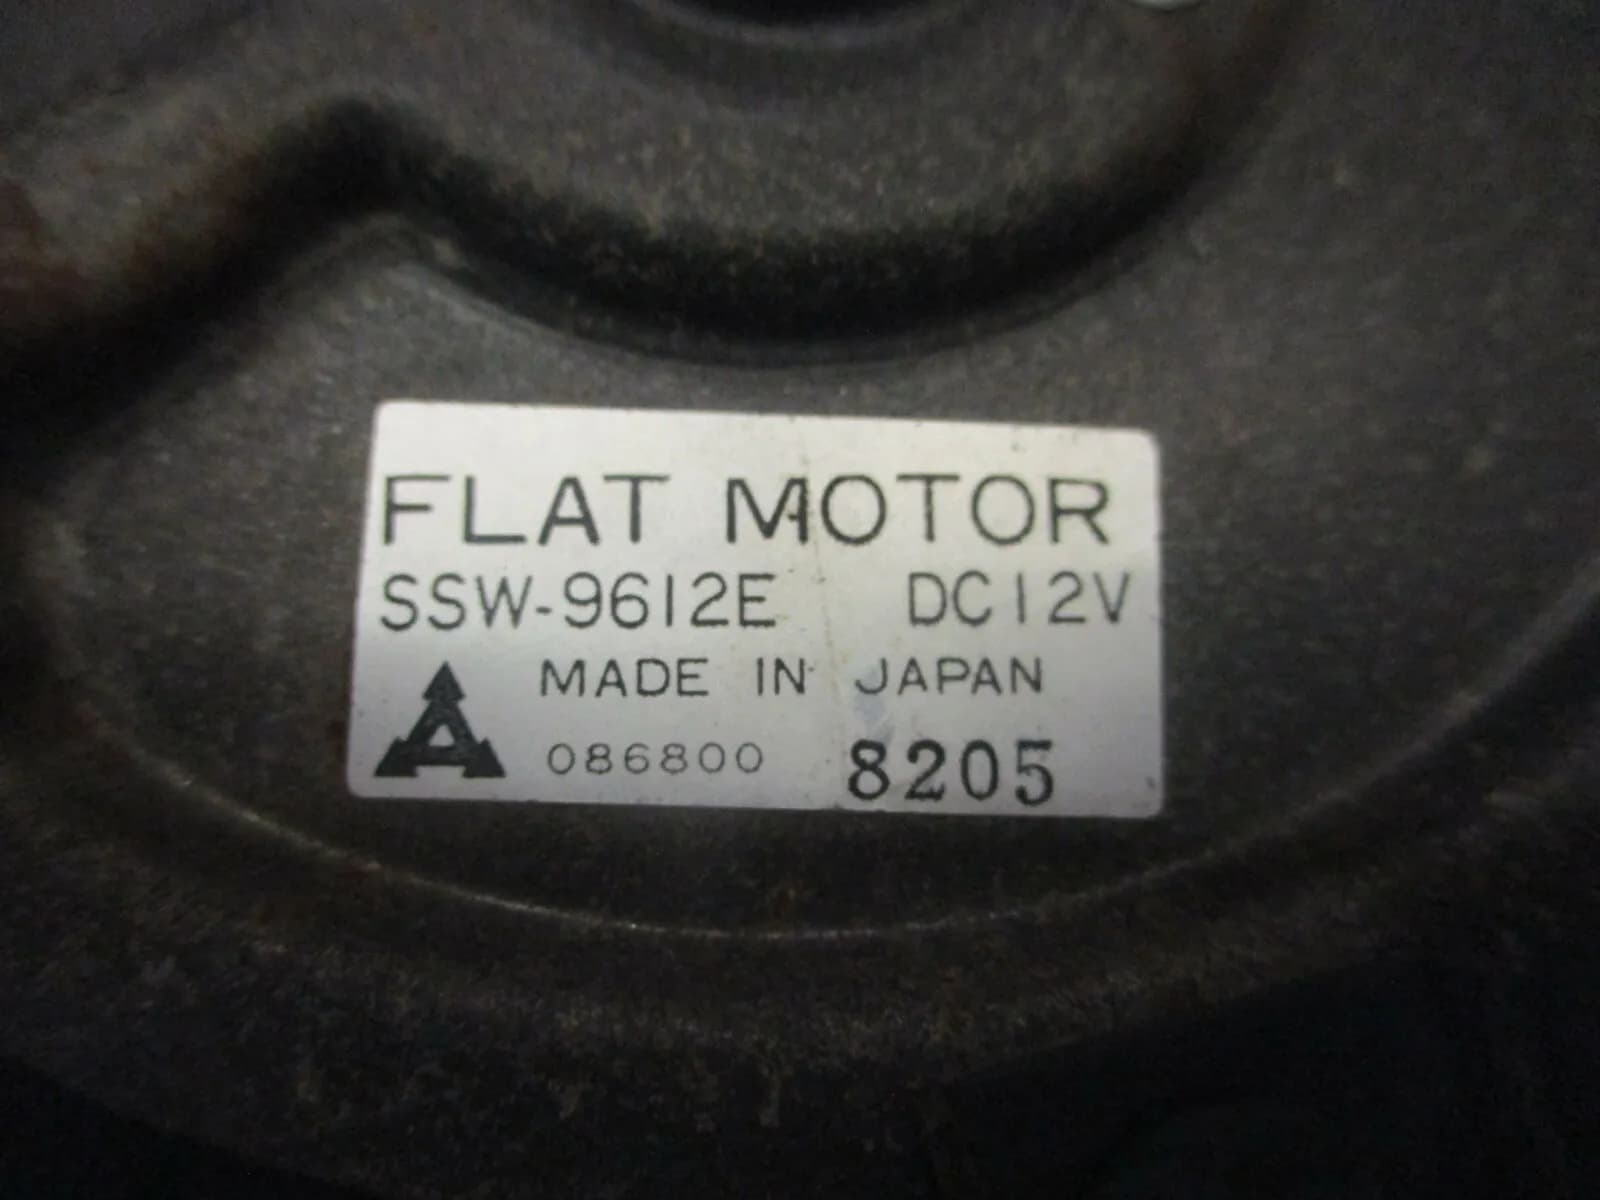 FLAT MOTOR
SSW-9612E DC12V
MADE IN JAPAN
086800 8205